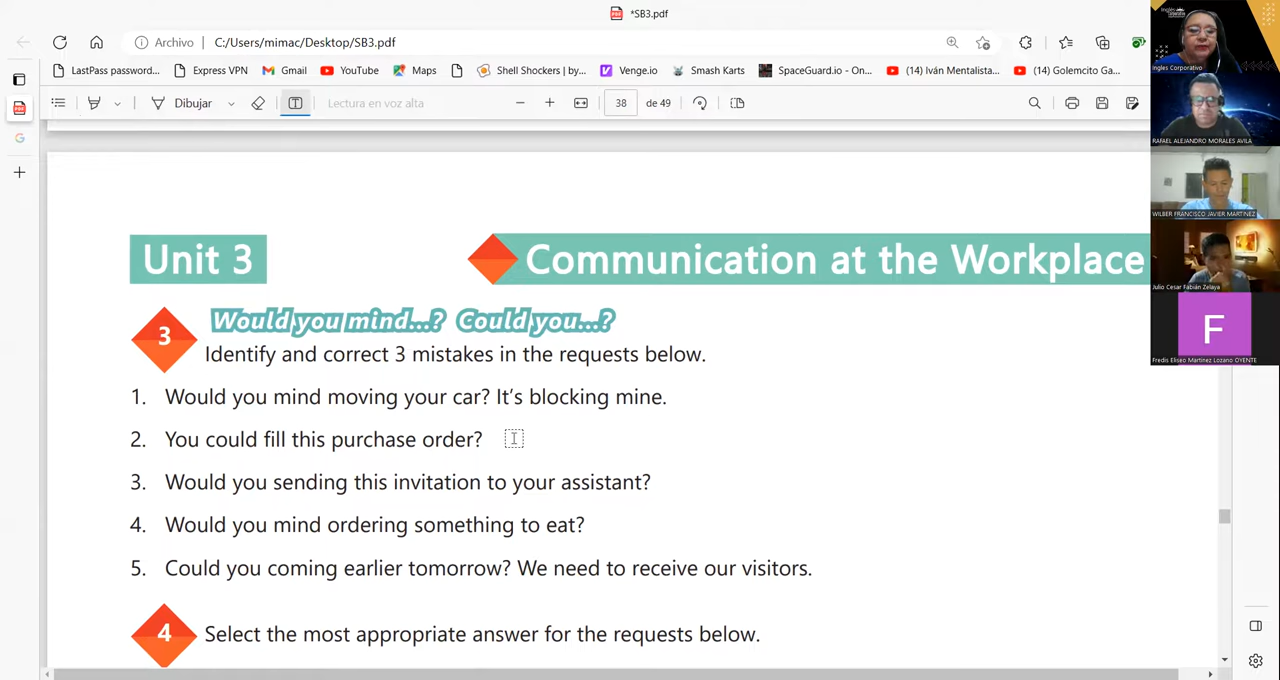 *SB3.pdf
Archivo | C:/Users/mimac/Desktop/SB3.pdf
LastPass password... Express VPN Gmail YouTube Maps Shell Shockers | by... Venge.io Smash Karts SpaceGuard.io - On... (14) Iván Mentalista... (14) Golemcito Ga...
Dibujar Lectura en voz alta 38 de 49
Ingles Corporativo
RAFAEL ALEJANDRO MORALES AVILA
WILBER FRANCISCO JAVIER MARTINEZ
Julio Cesar Fabián Zelaya
F
Fredis Eliseo Martinez Lozano OYENTE
Unit 3 Communication at the Workplace
3 Would you mind...? Could you...?
Identify and correct 3 mistakes in the requests below.
1. Would you mind moving your car? It's blocking mine.
2. You could fill this purchase order?
3. Would you sending this invitation to your assistant?
4. Would you mind ordering something to eat?
5. Could you coming earlier tomorrow? We need to receive our visitors.
4 Select the most appropriate answer for the requests below.